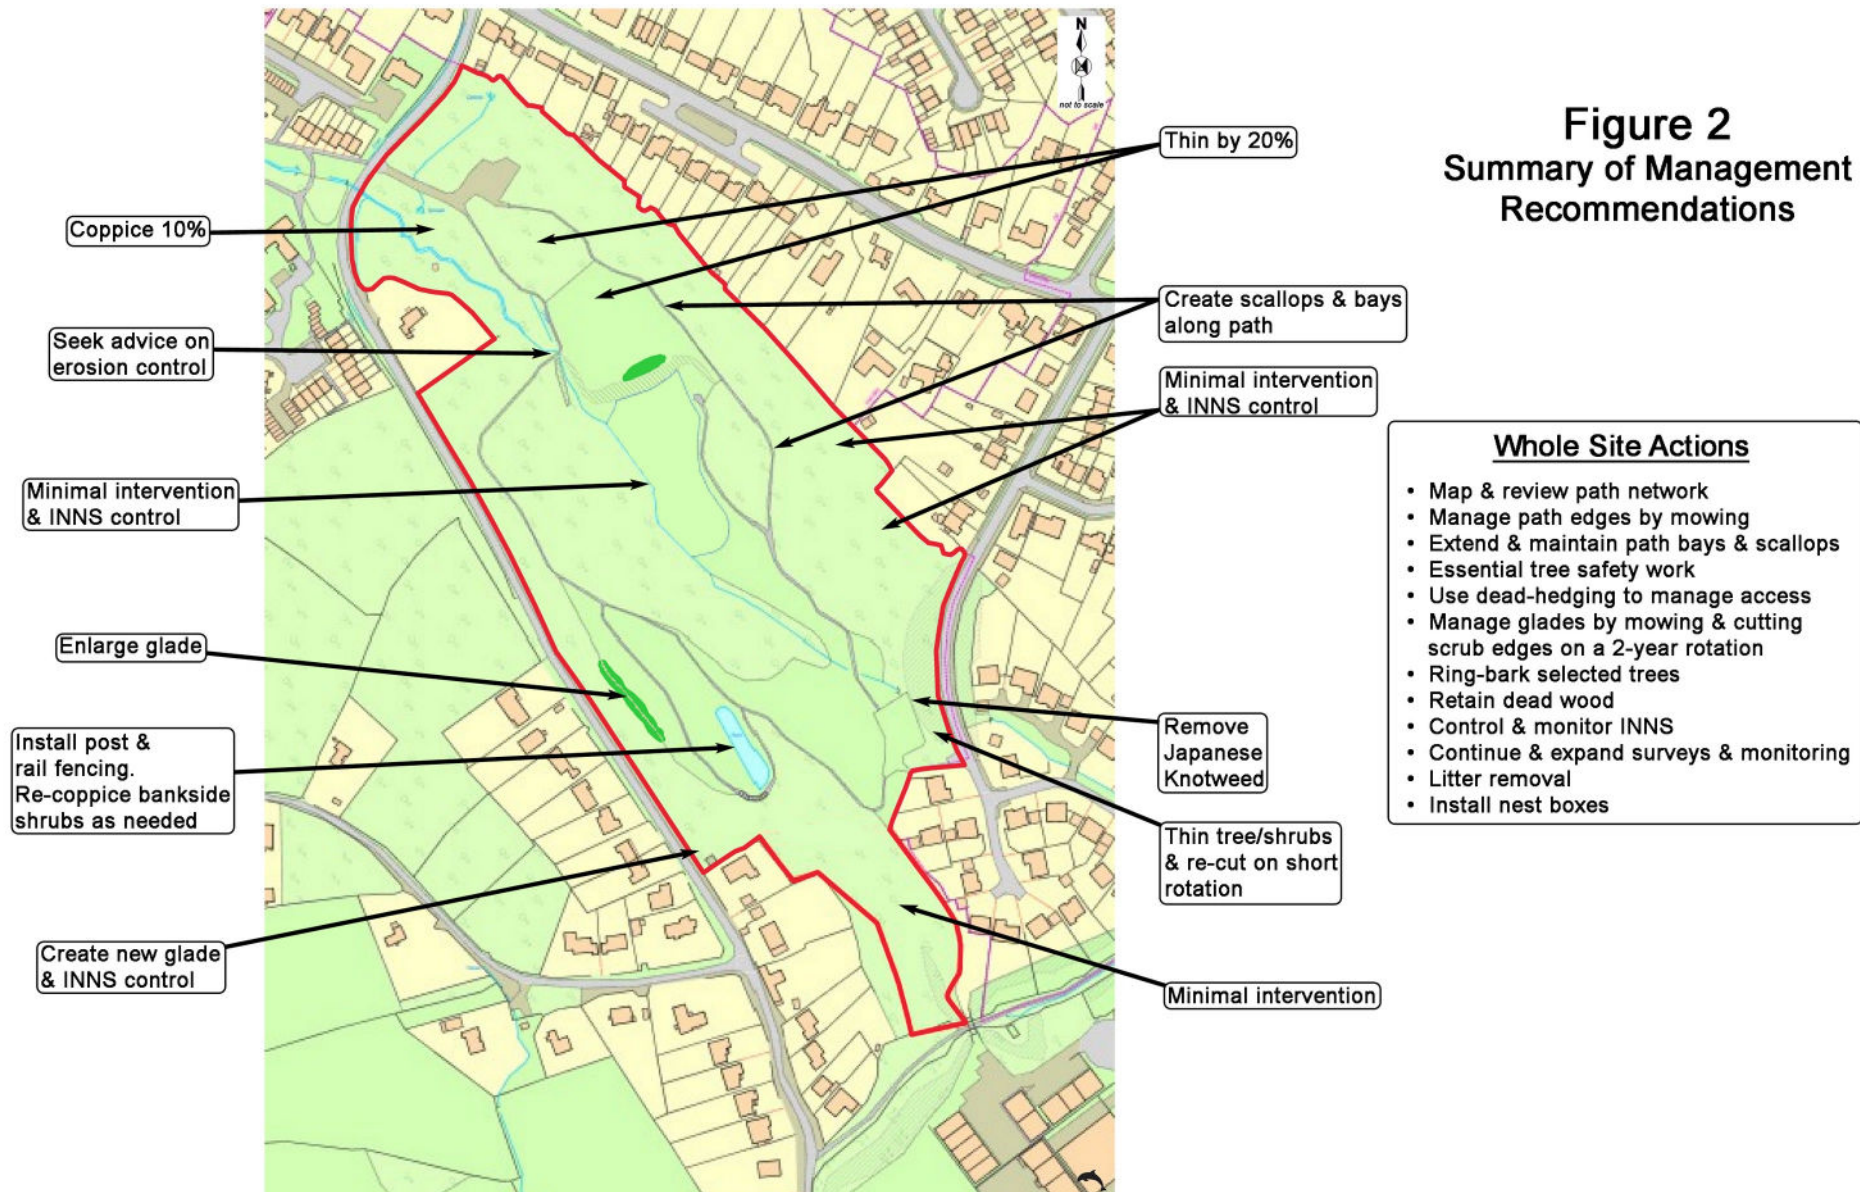 Figure 2
Summary of Management
Recommendations
N
not to scale
Thin by 20%
Coppice 10%
Create scallops & bays
along path
Seek advice on
erosion control
Minimal intervention
& INNS control
Minimal intervention
& INNS control
Enlarge glade
Install post &
rail fencing.
Re-coppice bankside
shrubs as needed
Remove
Japanese
Knotweed
Thin tree/shrubs
& re-cut on short
rotation
Create new glade
& INNS control
Minimal intervention
Whole Site Actions
• Map & review path network
• Manage path edges by mowing
• Extend & maintain path bays & scallops
• Essential tree safety work
• Use dead-hedging to manage access
• Manage glades by mowing & cutting
scrub edges on a 2-year rotation
• Ring-bark selected trees
• Retain dead wood
• Control & monitor INNS
• Continue & expand surveys & monitoring
• Litter removal
• Install nest boxes